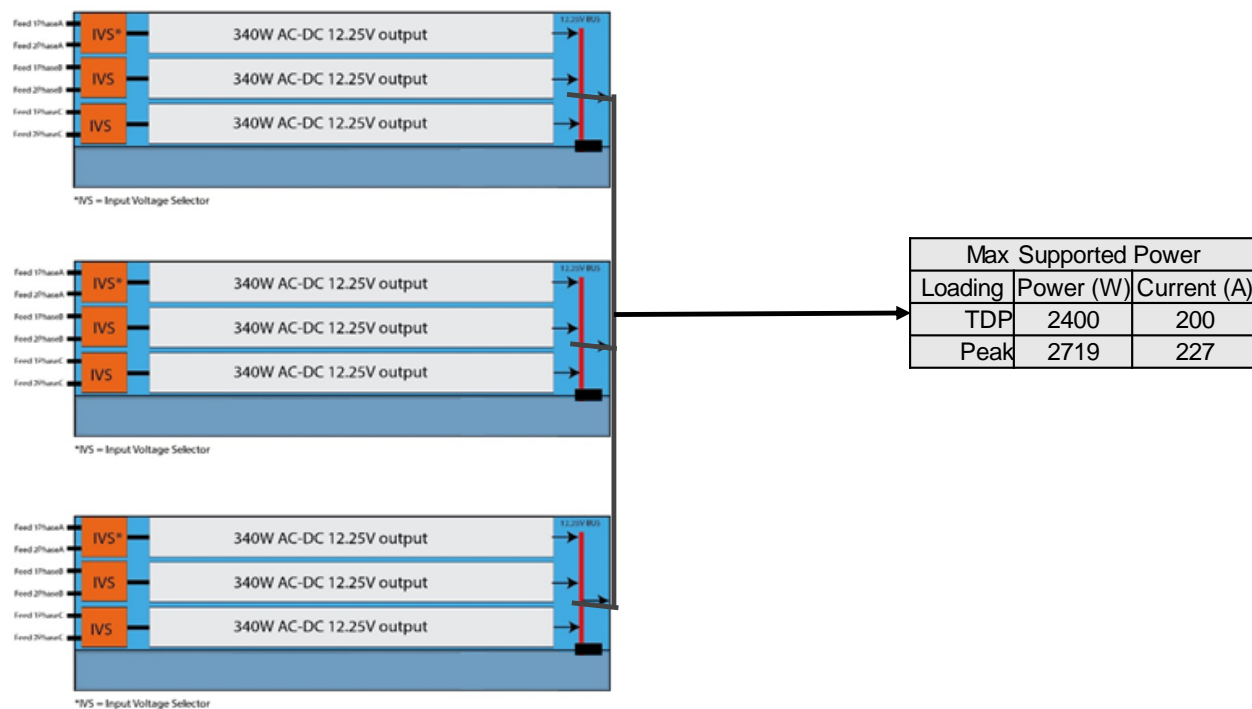 Feed 1PhaseA
Feed 2PhaseA
Feed 1PhaseB
Feed 2PhaseB
Feed 1PhaseC
Feed 2PhaseC
IVS*
IVS
IVS
340W AC-DC 12.25V output
340W AC-DC 12.25V output
340W AC-DC 12.25V output
12.25V BUS
*IVS = Input Voltage Selector
Feed 1PhaseA
Feed 2PhaseA
Feed 1PhaseB
Feed 2PhaseB
Feed 1PhaseC
Feed 2PhaseC
IVS*
IVS
IVS
340W AC-DC 12.25V output
340W AC-DC 12.25V output
340W AC-DC 12.25V output
12.25V BUS
*IVS = Input Voltage Selector
Feed 1PhaseA
Feed 2PhaseA
Feed 1PhaseB
Feed 2PhaseB
Feed 1PhaseC
Feed 2PhaseC
IVS*
IVS
IVS
340W AC-DC 12.25V output
340W AC-DC 12.25V output
340W AC-DC 12.25V output
12.25V BUS
*IVS = Input Voltage Selector
Max Supported Power
Loading Power (W) Current (A)
TDP 2400 200
Peak 2719 227